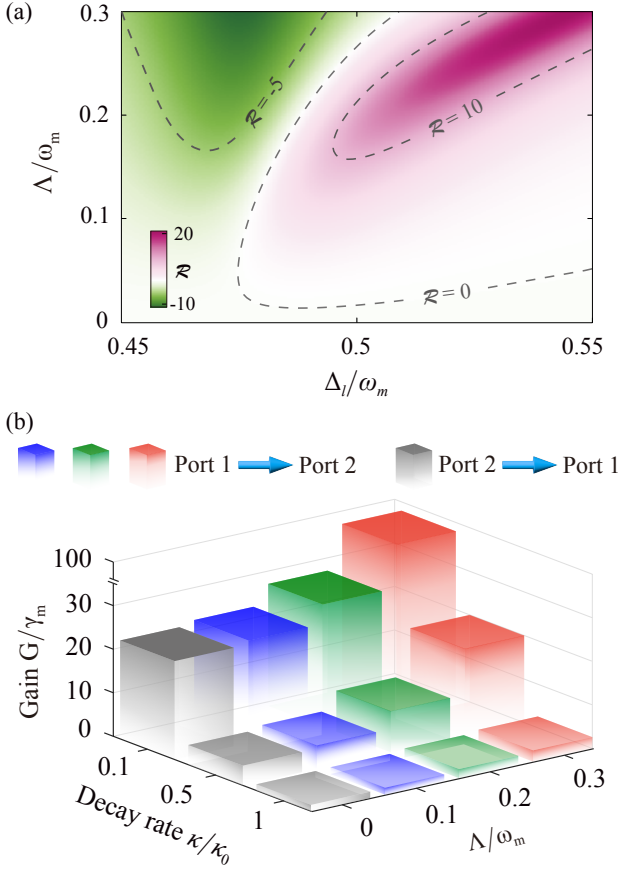 (a)
0.3
0.2
0.1
0
Λ/ω_m
ℛ = -5
ℛ = 10
ℛ = 0
20
ℛ
-10
0.45
0.5
0.55
Δ_l/ω_m
(b)
Port 1 → Port 2
Port 2 → Port 1
100
30
20
10
0
Gain G/γ_m
0.1
0.5
1
Decay rate κ/κ_0
0
0.1
0.2
0.3
Λ/ω_m